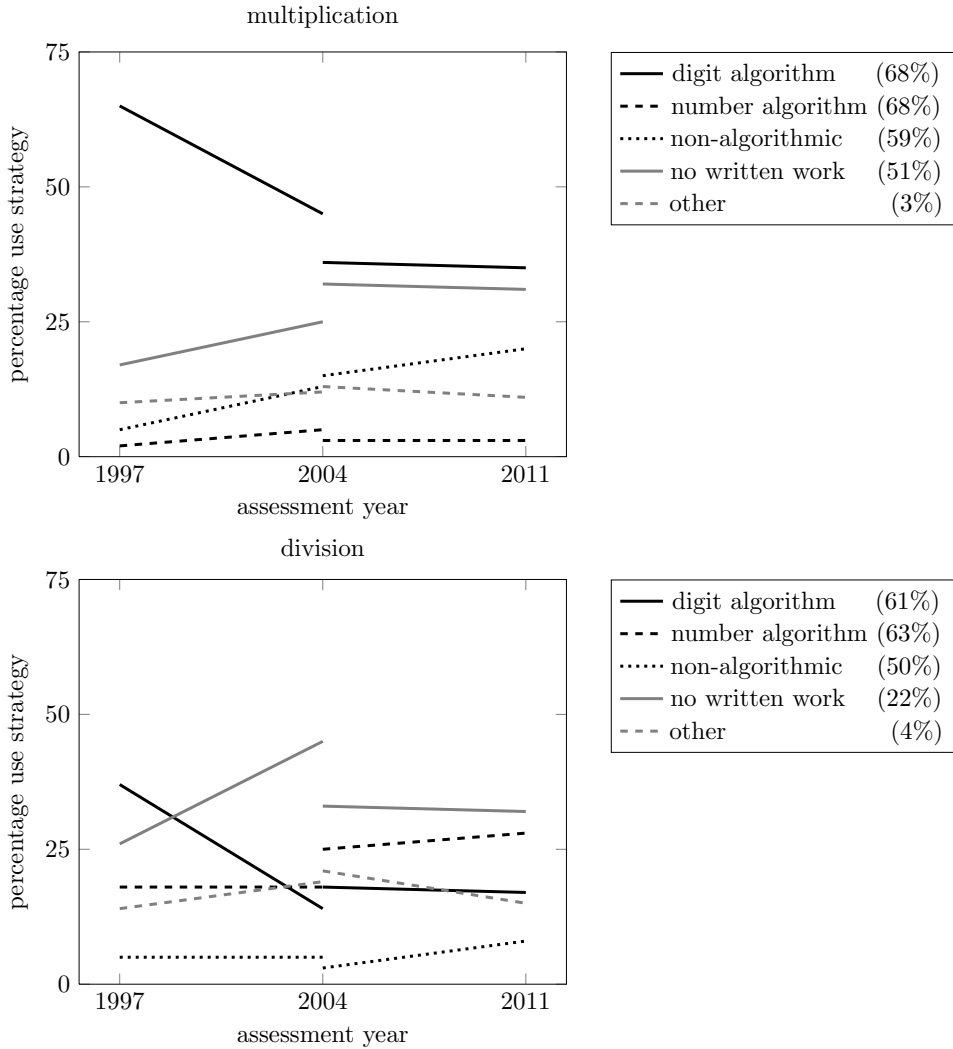 multiplication
75
50
25
0
percentage use strategy
1997 2004 2011
assessment year
digit algorithm (68%)
number algorithm (68%)
non-algorithmic (59%)
no written work (51%)
other (3%)
division
75
50
25
0
percentage use strategy
1997 2004 2011
assessment year
digit algorithm (61%)
number algorithm (63%)
non-algorithmic (50%)
no written work (22%)
other (4%)